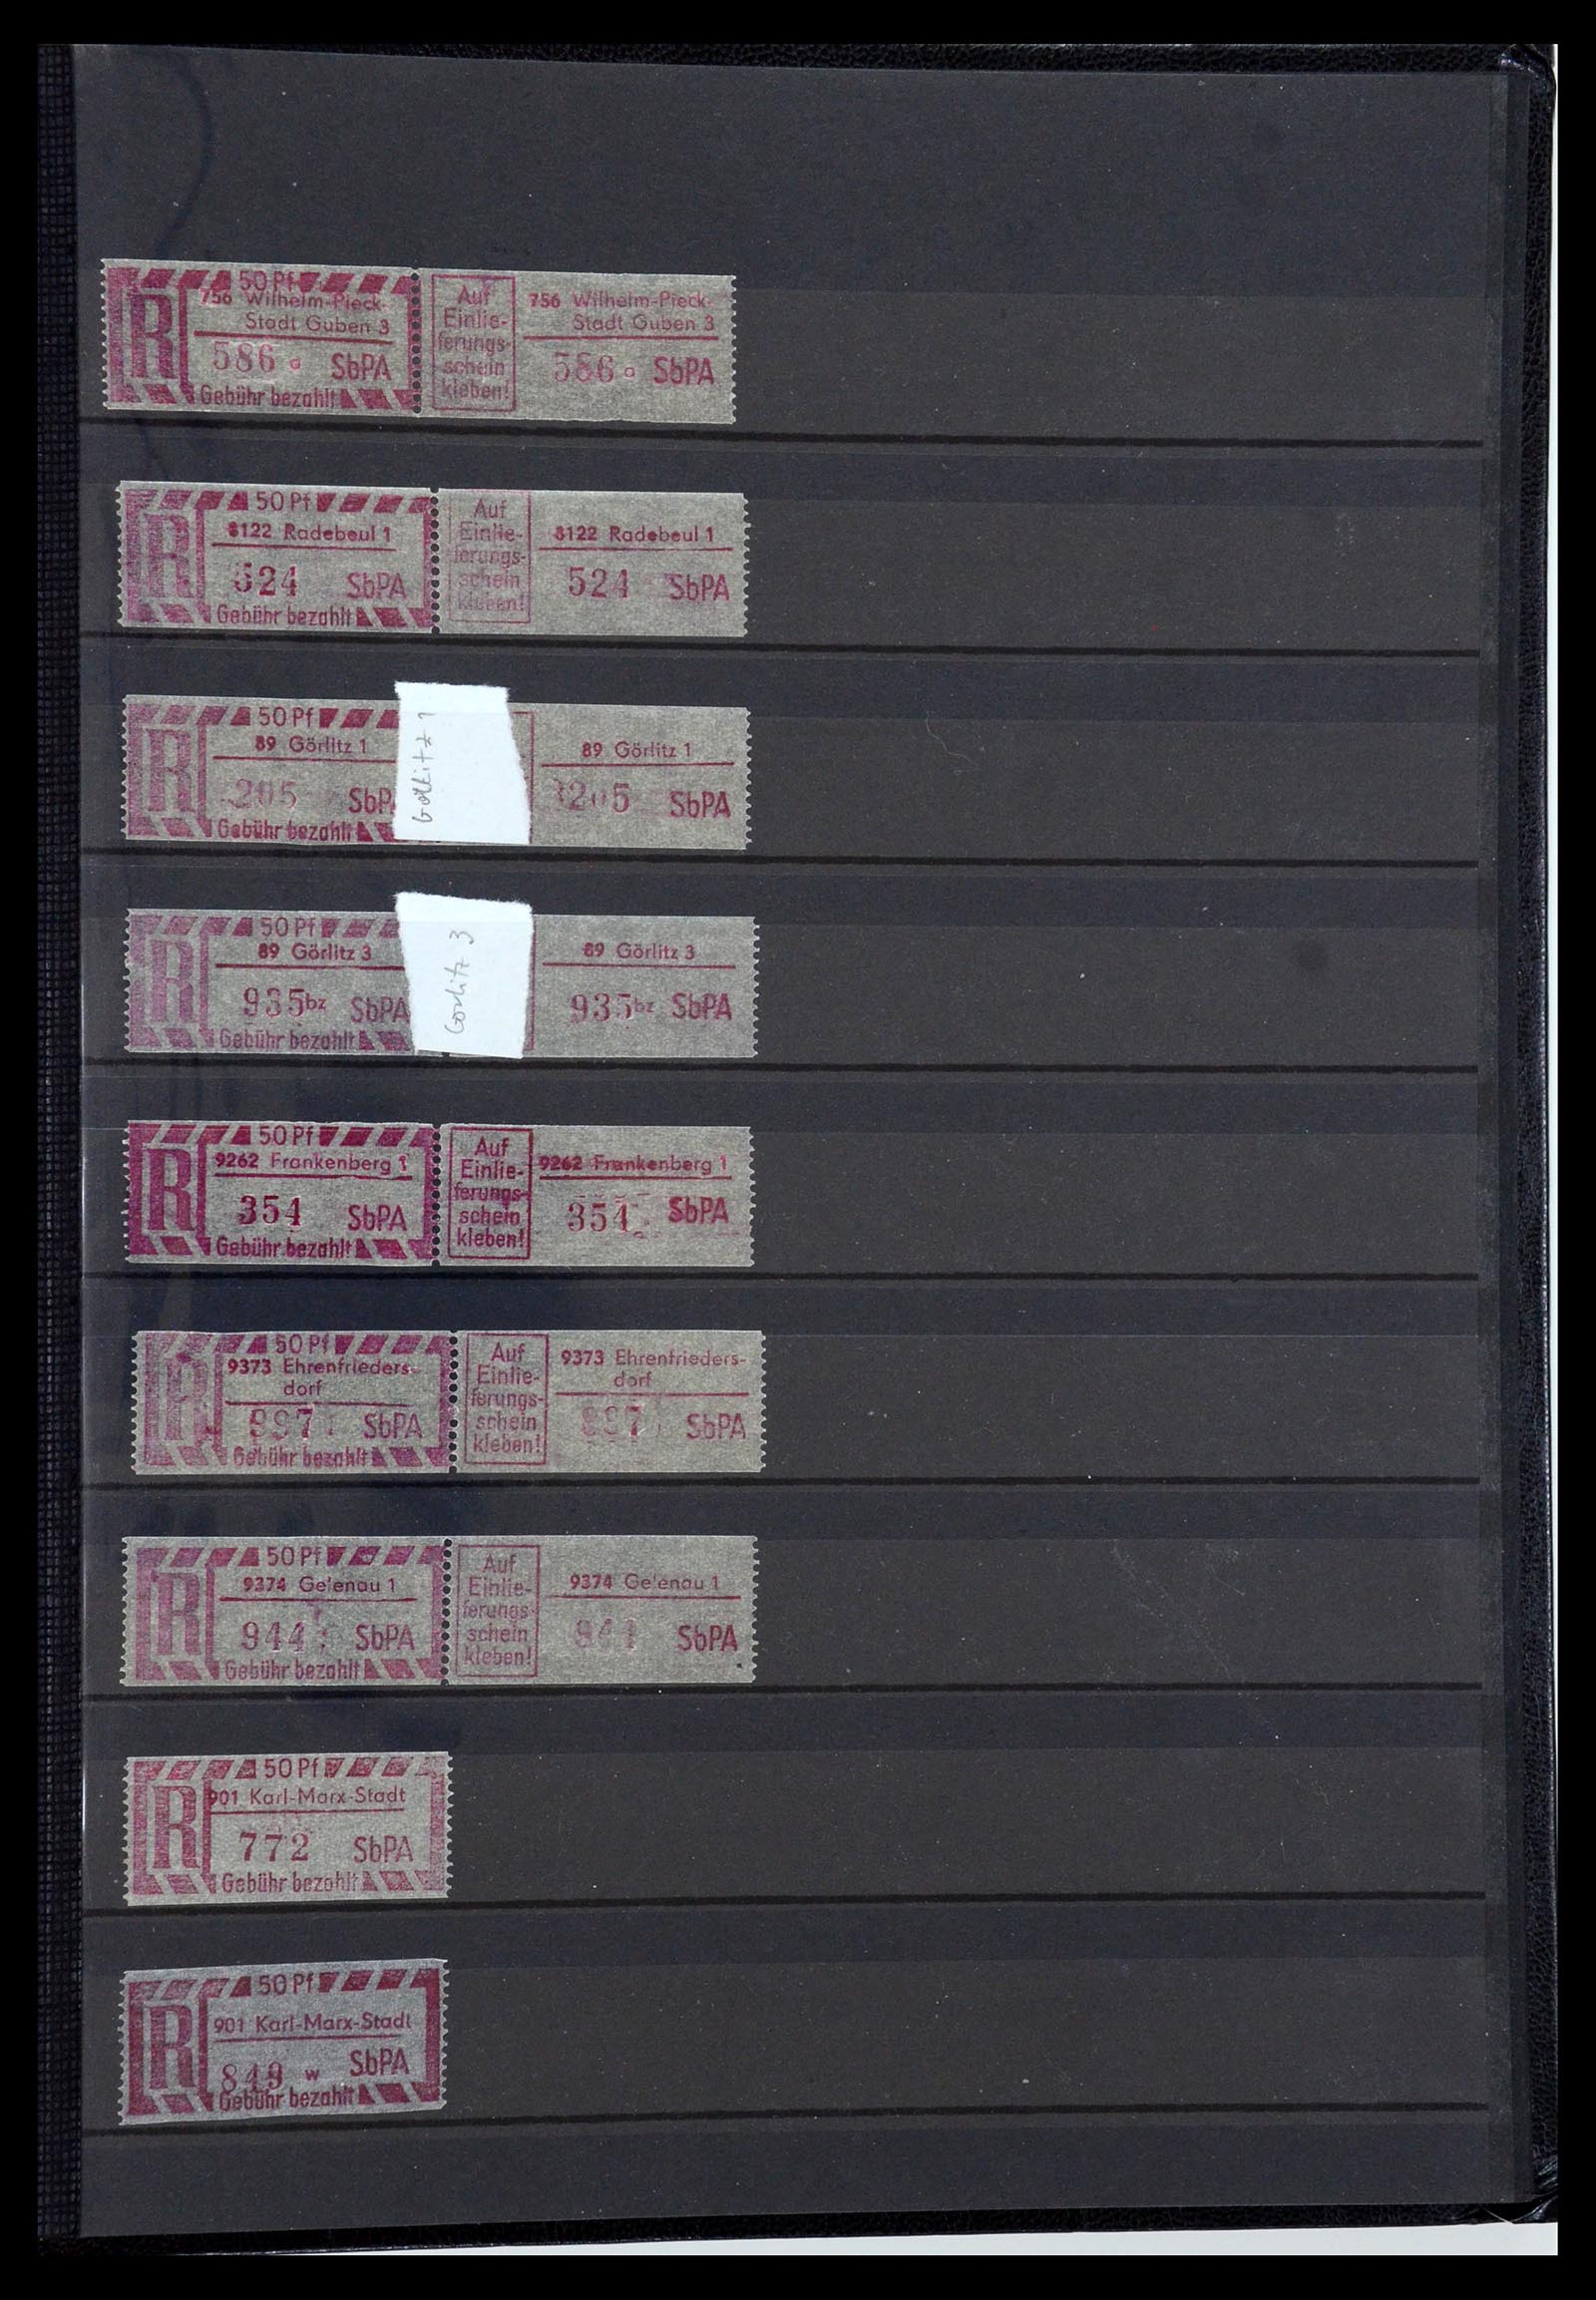 50 Pf
R
756 Wilhelm-Pieck-
Stadt Guben 3
586 a SbPA
Gebühr bezahlt
Auf
Einlie-
ferungs-
schein
kleben!
756 Wilhelm-Pieck-
Stadt Guben 3
586 a SbPA
50 Pf
R
8122 Radebeul 1
524 SbPA
Gebühr bezahlt
Auf
Einlie-
ferungs-
schein
kleben!
8122 Radebeul 1
524 SbPA
50 Pf
R
89 Görlitz 1
205 SbPA
Gebühr bezahlt
Görlitz 1
89 Görlitz 1
205 SbPA
50 Pf
R
89 Görlitz 3
935bz SbPA
Gebühr bezahlt
Görlitz 3
89 Görlitz 3
935bz SbPA
50 Pf
R
9262 Frankenberg 1
354 SbPA
Gebühr bezahlt
Auf
Einlie-
ferungs-
schein
kleben!
9262 Frankenberg 1
354 SbPA
50 Pf
R
9373 Ehrenfrieders-
dorf
997 SbPA
Gebühr bezahlt
Auf
Einlie-
ferungs-
schein
kleben!
9373 Ehrenfrieders-
dorf
997 SbPA
50 Pf
R
9374 Gelenau 1
944 SbPA
Gebühr bezahlt
Auf
Einlie-
ferungs-
schein
kleben!
9374 Gelenau 1
944 SbPA
50 Pf
R
901 Karl-Marx-Stadt
772 SbPA
Gebühr bezahlt
50 Pf
R
901 Karl-Marx-Stadt
849 w SbPA
Gebühr bezahlt